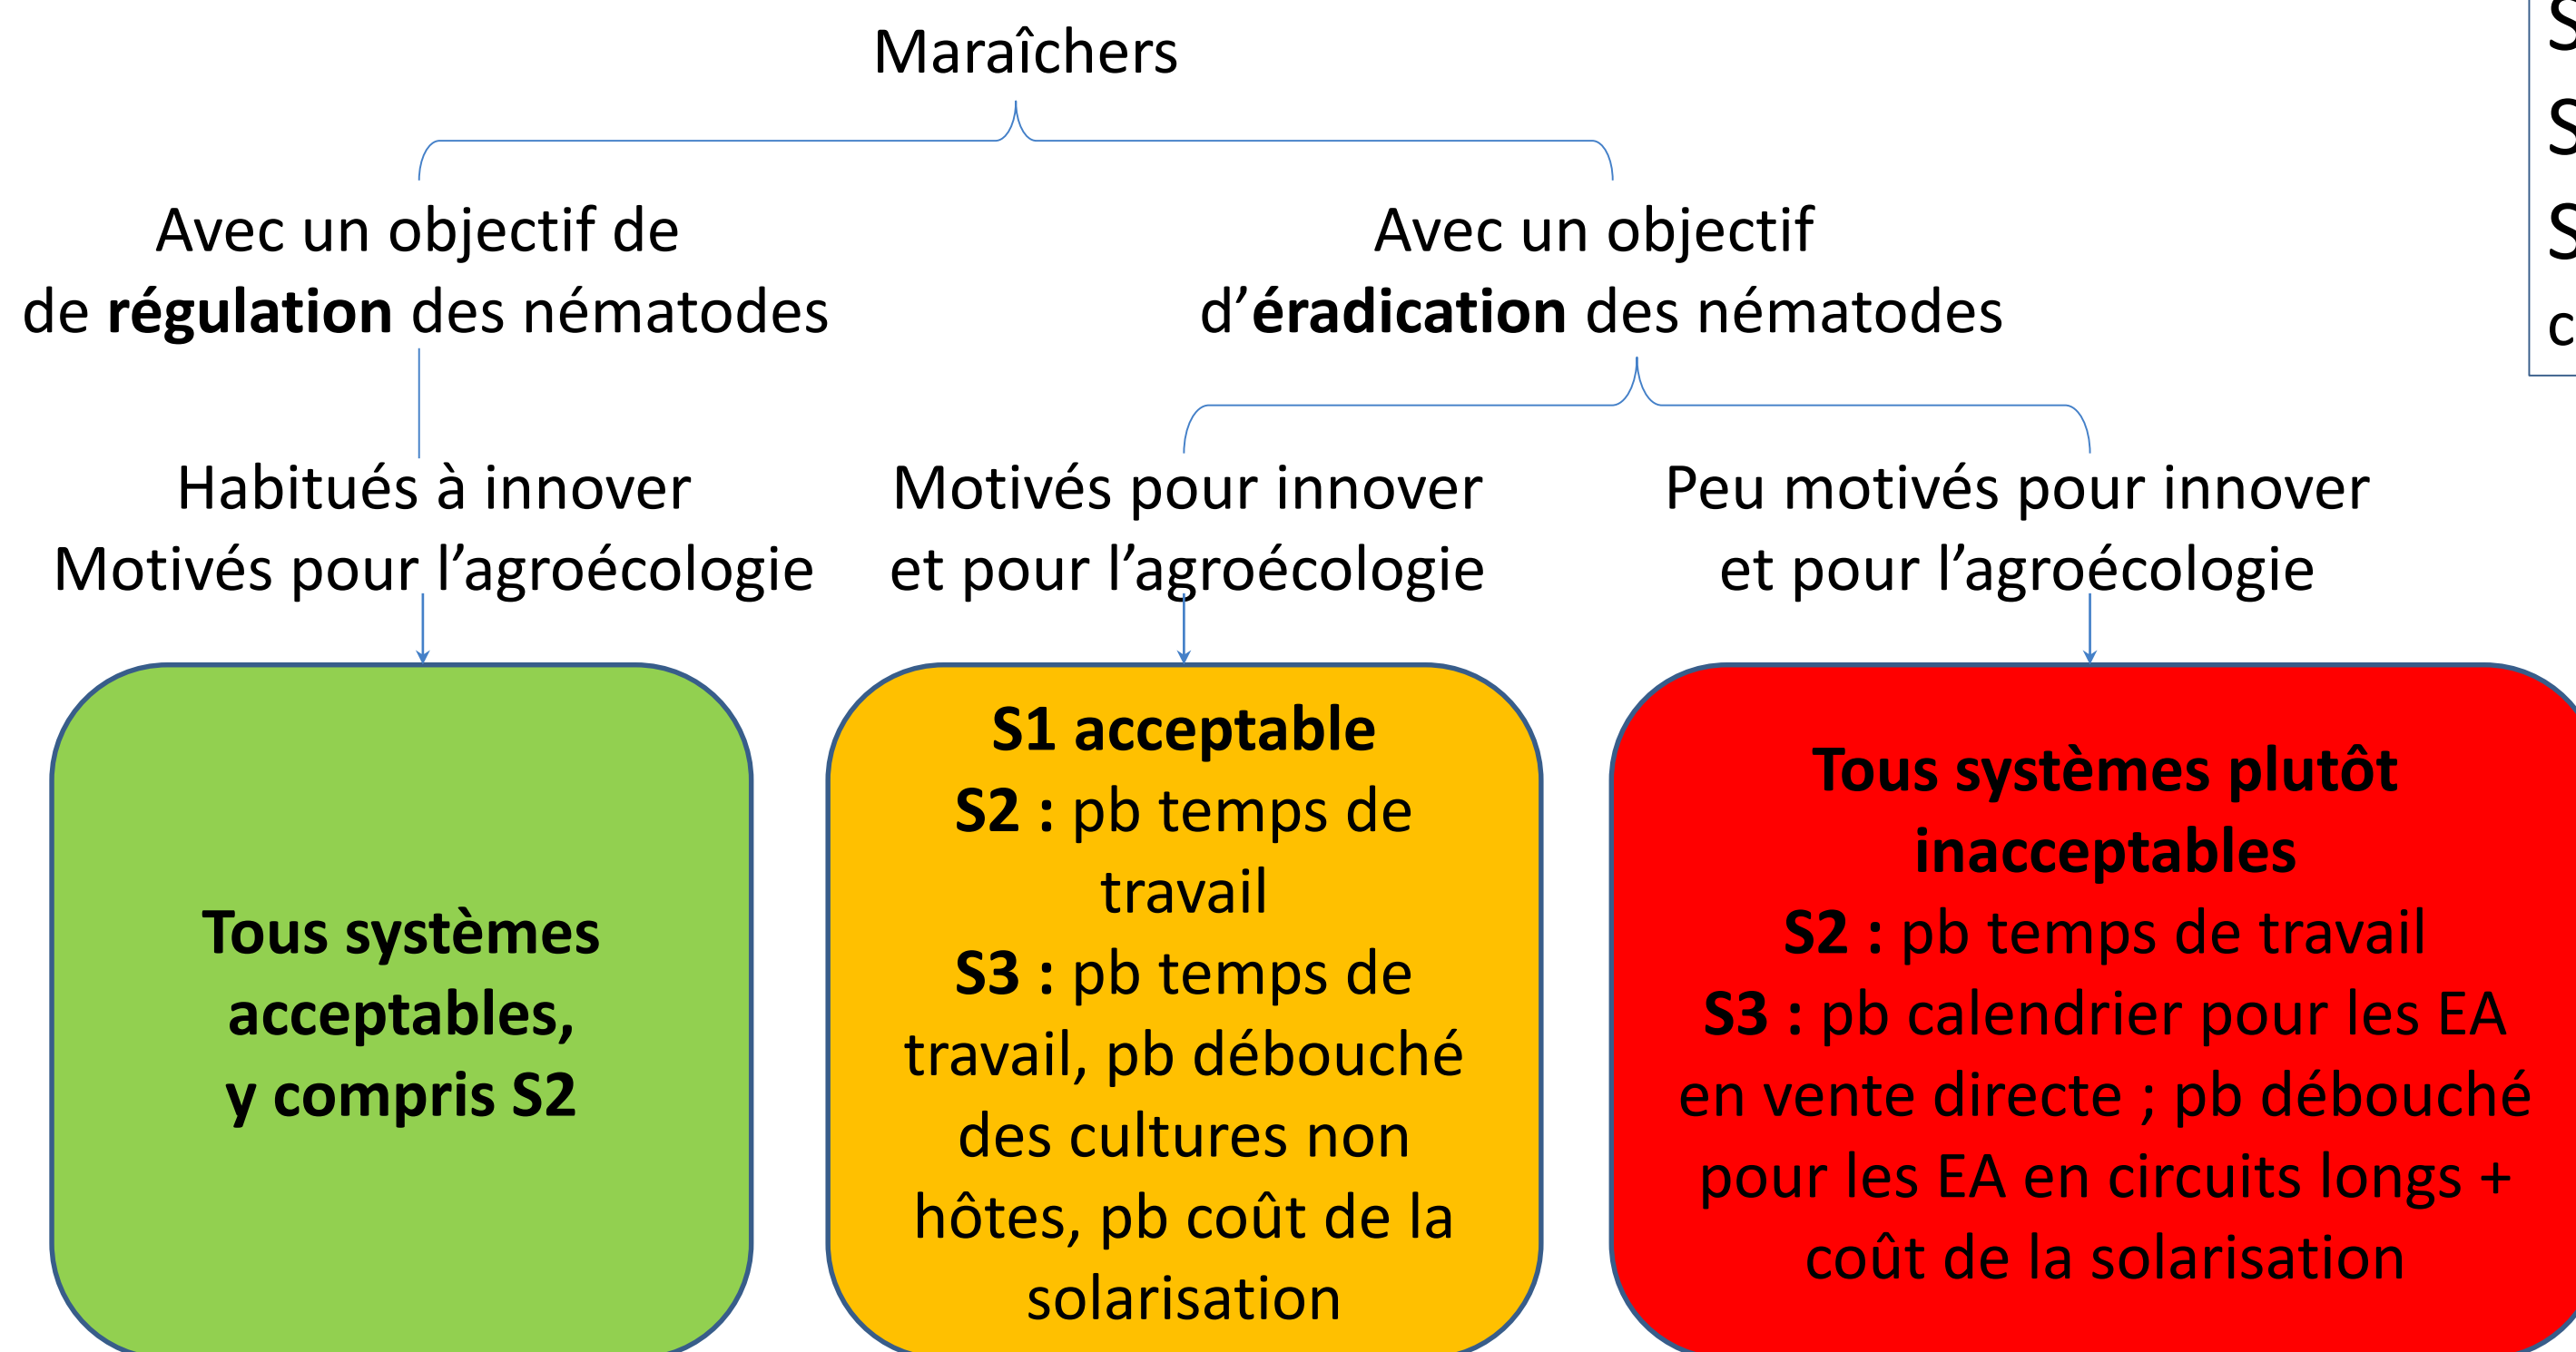 Maraîchers
Avec un objectif de
de régulation des nématodes
Avec un objectif
d’éradication des nématodes
Habitués à innover
Motivés pour l’agroécologie
Motivés pour innover
et pour l’agroécologie
Peu motivés pour innover
et pour l’agroécologie
Tous systèmes
acceptables,
y compris S2
S1 acceptable
S2 : pb temps de
travail
S3 : pb temps de
travail, pb débouché
des cultures non
hôtes, pb coût de la
solarisation
Tous systèmes plutôt
inacceptables
S2 : pb temps de travail
S3 : pb calendrier pour les EA
en vente directe ; pb débouché
pour les EA en circuits longs +
coût de la solarisation